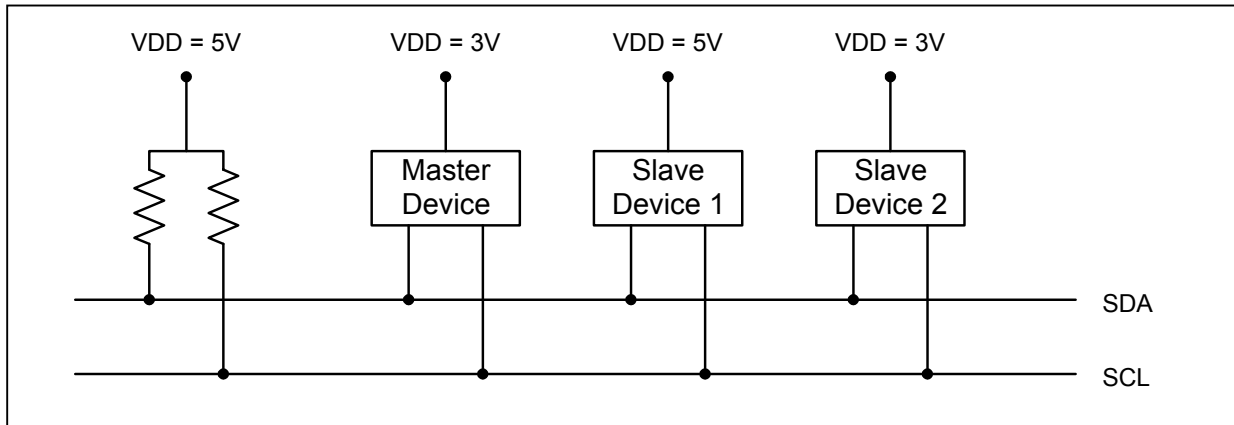 VDD = 5V
VDD = 3V
VDD = 5V
VDD = 3V
Master
Device
Slave
Device 1
Slave
Device 2
SDA
SCL